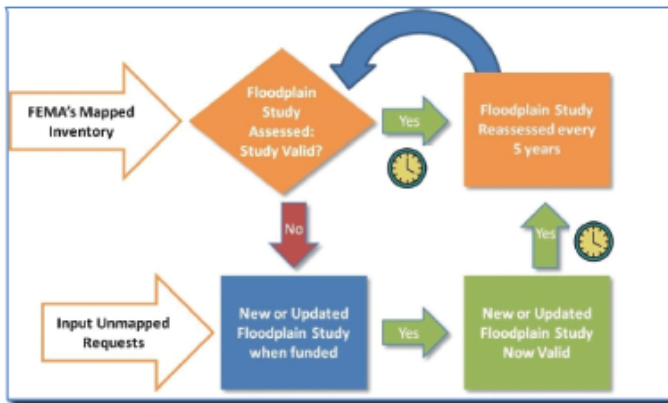 FEMA's Mapped
Inventory
Floodplain
Study
Assessed:
Study Valid?
Yes
Floodplain Study
Reassessed every
5 years
No
Yes
Input Unmapped
Requests
New or Updated
Floodplain Study
when funded
Yes
New or Updated
Floodplain Study
Now Valid